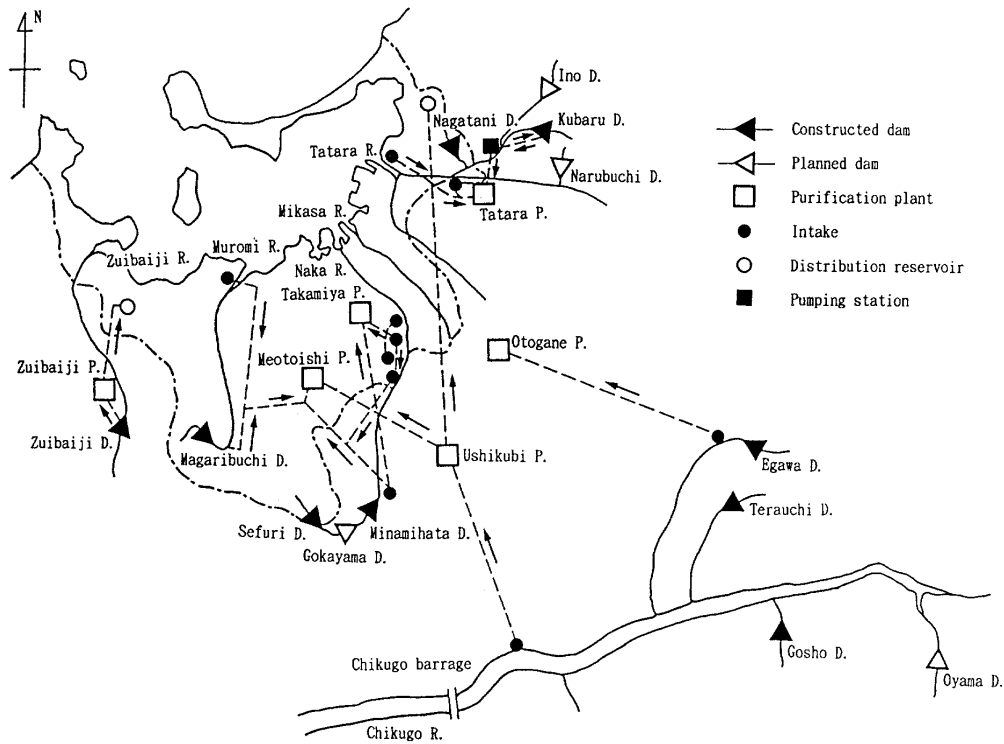 N
Ino D.
Nagatani D.
Kubaru D.
Tatara R.
Narubuchi D.
Tatara P.
Mikasa R.
Muromi R.
Zuibaiji R.
Naka R.
Takamiya P.
Otogane P.
Meotoishi P.
Zuibaiji P.
Zuibaiji D.
Magaribuchi D.
Ushikubi P.
Egawa D.
Terauchi D.
Sefuri D.
Minamihata D.
Gokayama D.
Gosho D.
Oyama D.
Chikugo barrage
Chikugo R.
Constructed dam
Planned dam
Purification plant
Intake
Distribution reservoir
Pumping station